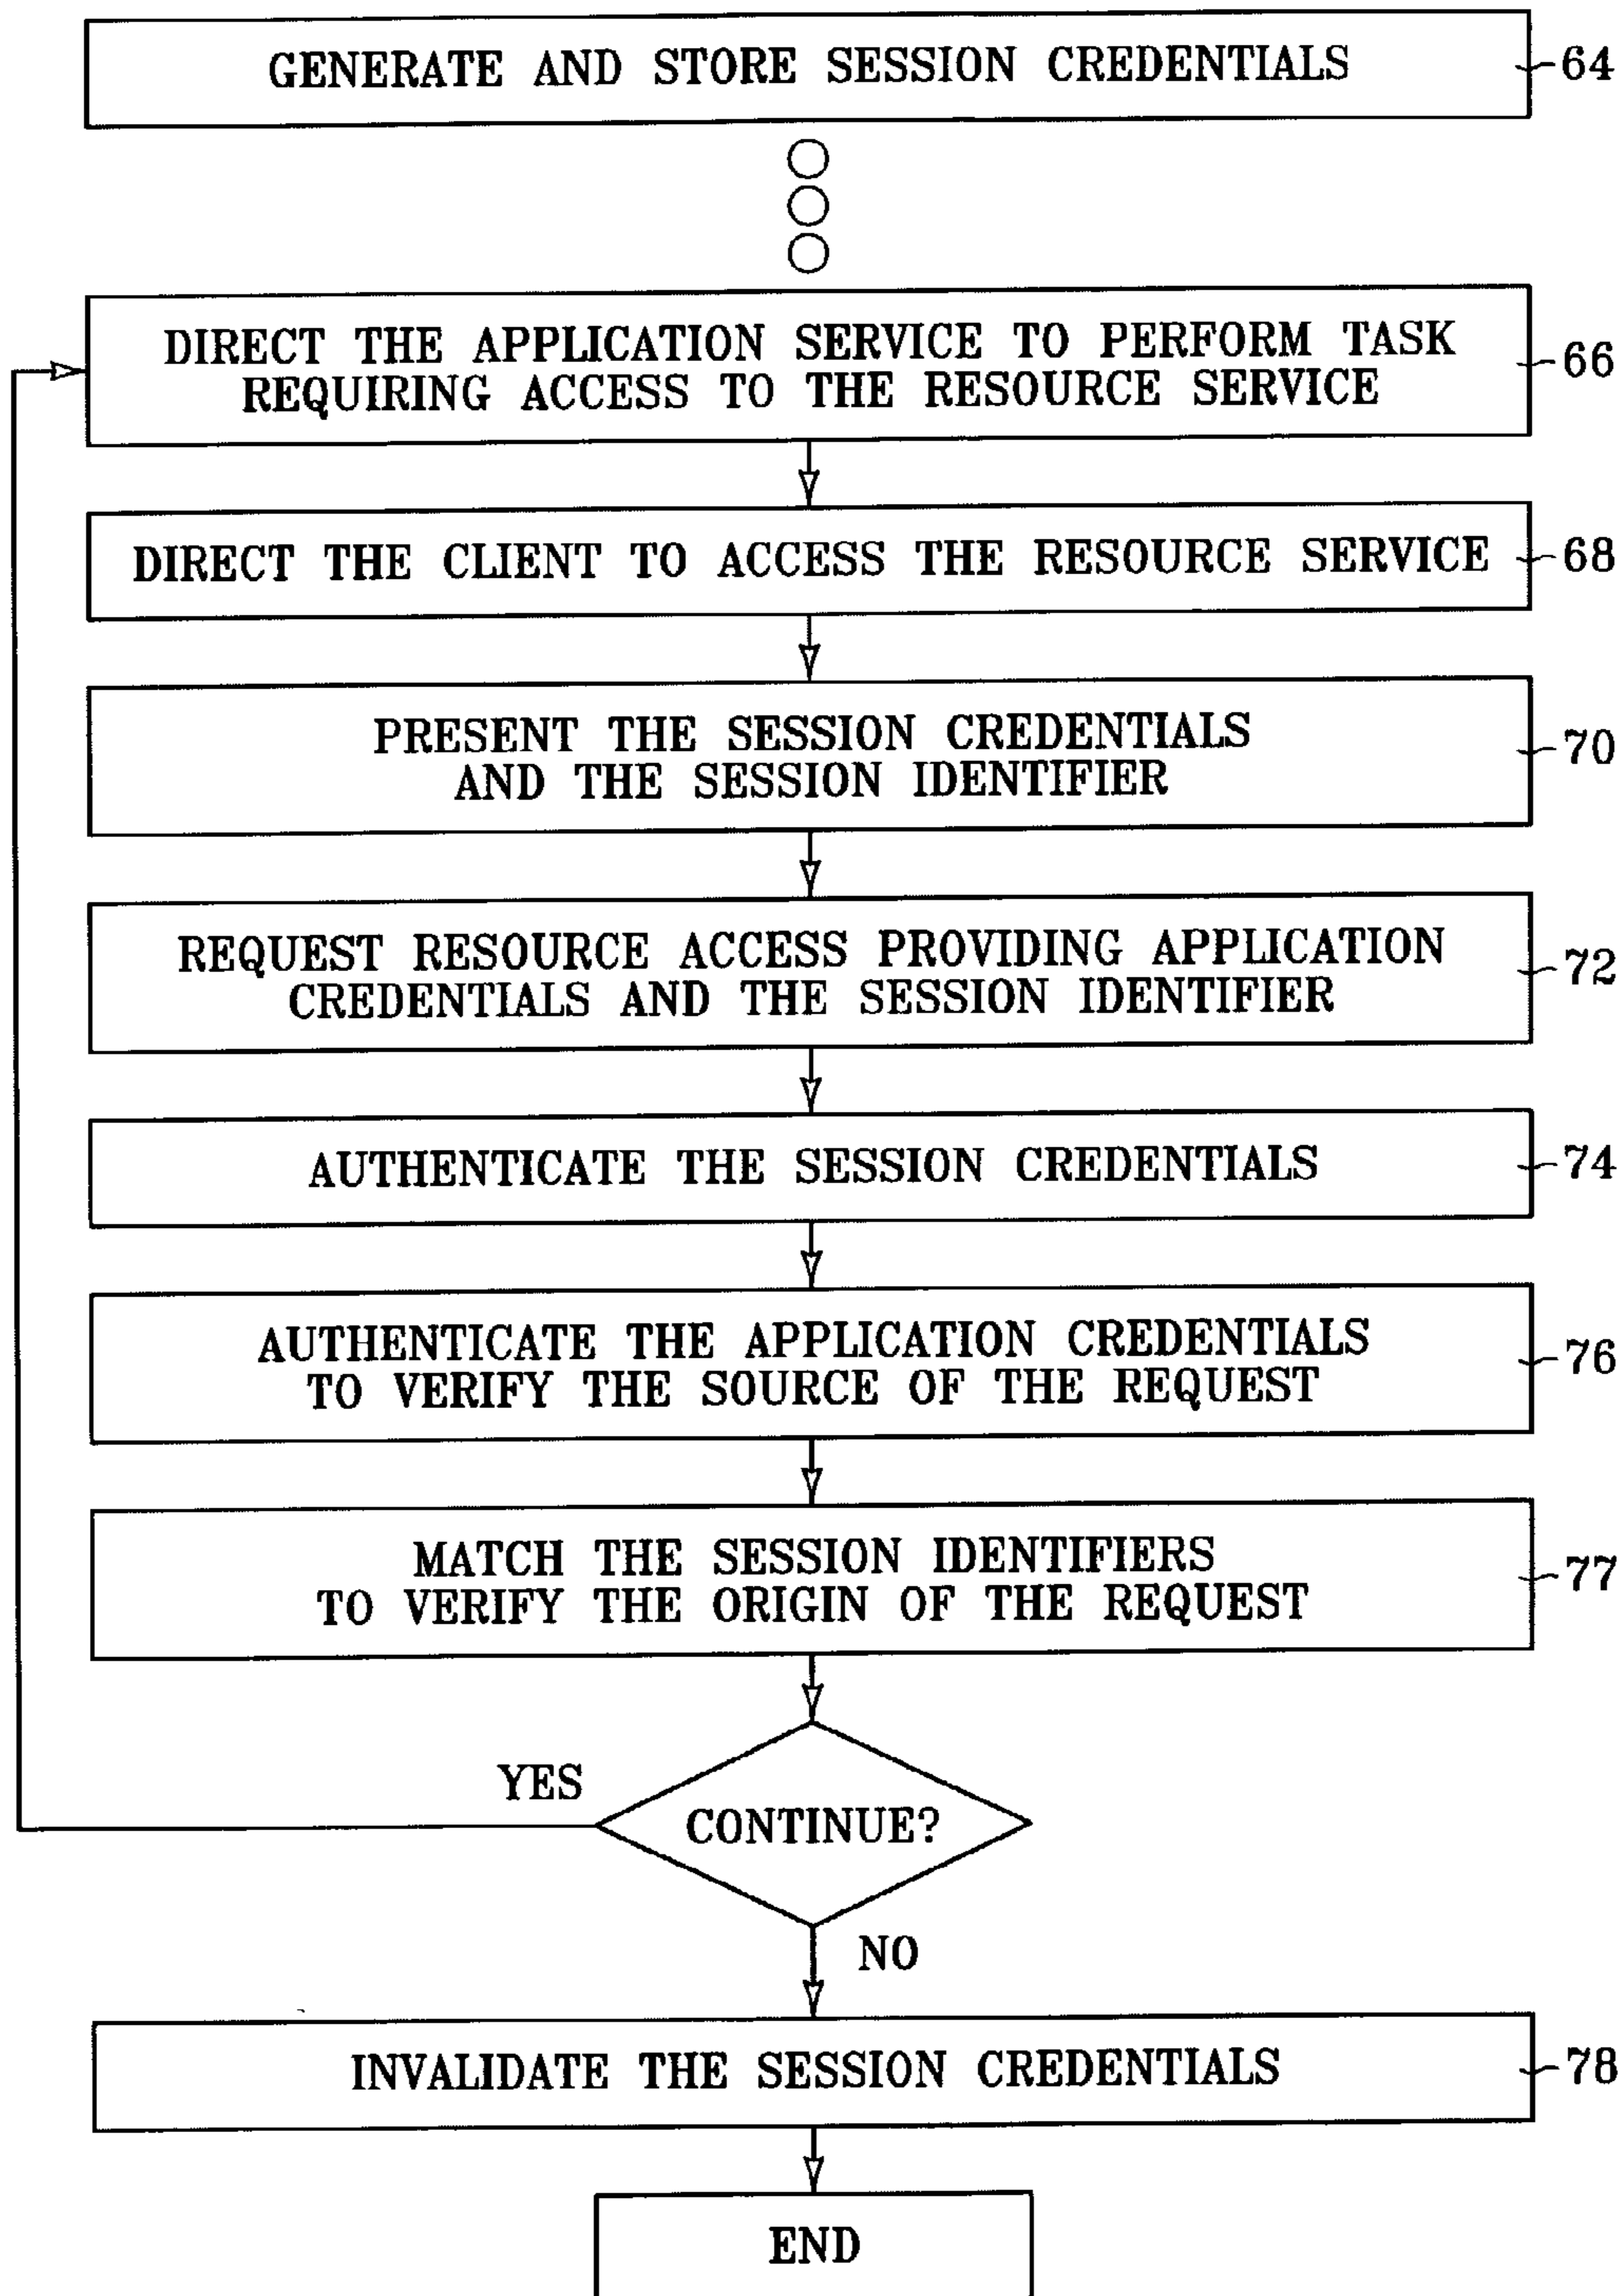 GENERATE AND STORE SESSION CREDENTIALS
64
DIRECT THE APPLICATION SERVICE TO PERFORM TASK
REQUIRING ACCESS TO THE RESOURCE SERVICE
66
DIRECT THE CLIENT TO ACCESS THE RESOURCE SERVICE
68
PRESENT THE SESSION CREDENTIALS
AND THE SESSION IDENTIFIER
70
REQUEST RESOURCE ACCESS PROVIDING APPLICATION
CREDENTIALS AND THE SESSION IDENTIFIER
72
AUTHENTICATE THE SESSION CREDENTIALS
74
AUTHENTICATE THE APPLICATION CREDENTIALS
TO VERIFY THE SOURCE OF THE REQUEST
76
MATCH THE SESSION IDENTIFIERS
TO VERIFY THE ORIGIN OF THE REQUEST
77
YES
CONTINUE?
NO
INVALIDATE THE SESSION CREDENTIALS
78
END